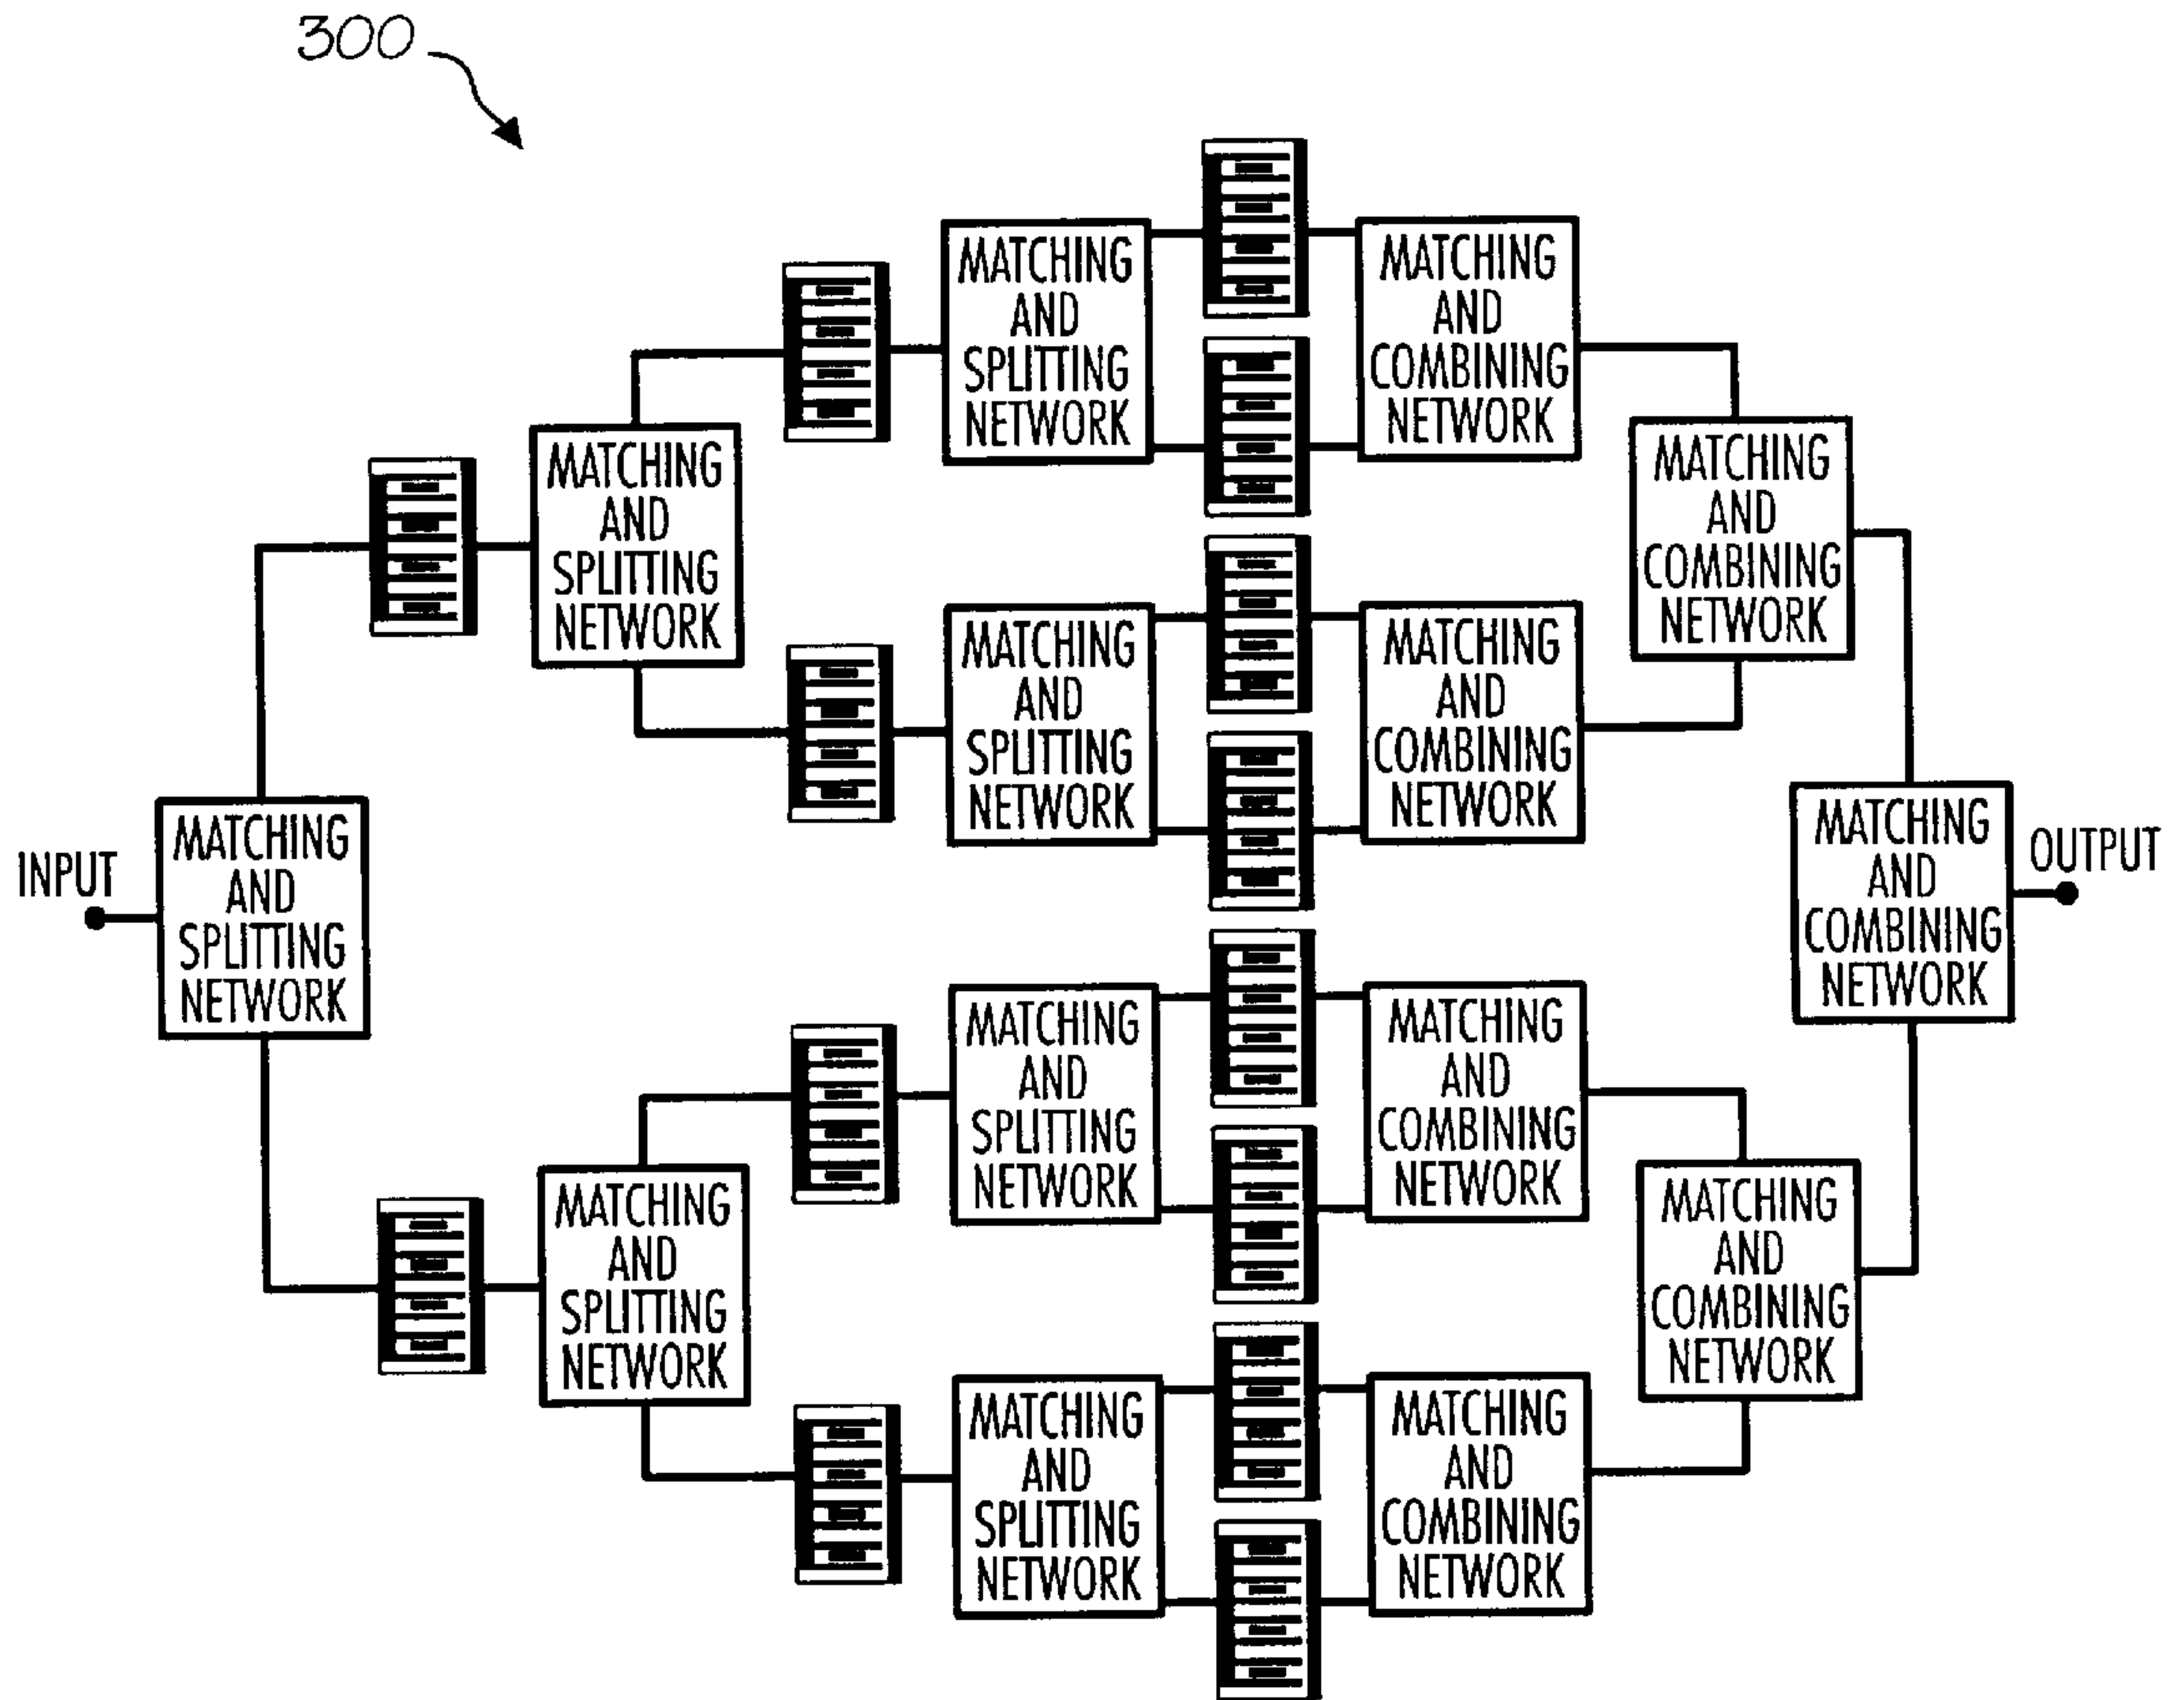 300
MATCHING
AND
SPLITTING
NETWORK
MATCHING
AND
COMBINING
NETWORK
MATCHING
AND
SPLITTING
NETWORK
MATCHING
AND
COMBINING
NETWORK
MATCHING
AND
SPLITTING
NETWORK
MATCHING
AND
COMBINING
NETWORK
INPUT
MATCHING
AND
SPLITTING
NETWORK
MATCHING
AND
COMBINING
NETWORK
OUTPUT
MATCHING
AND
SPLITTING
NETWORK
MATCHING
AND
COMBINING
NETWORK
MATCHING
AND
SPLITTING
NETWORK
MATCHING
AND
COMBINING
NETWORK
MATCHING
AND
SPLITTING
NETWORK
MATCHING
AND
COMBINING
NETWORK